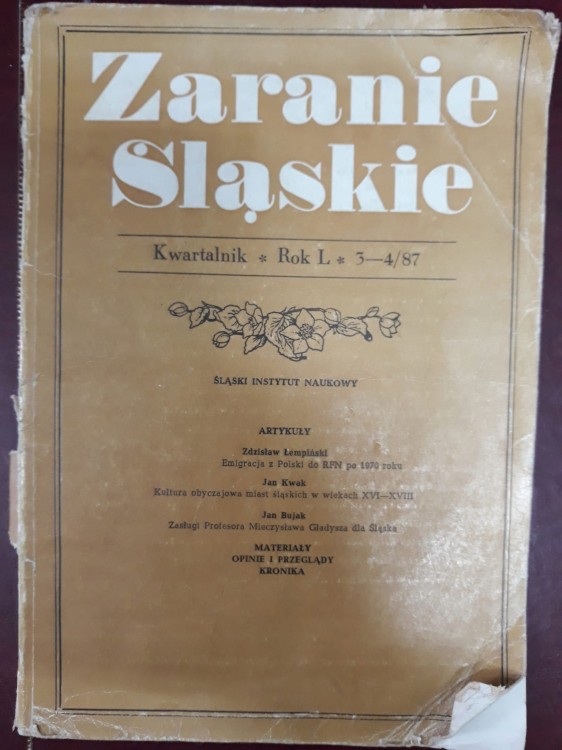 Zaranie
Śląskie
Kwartalnik * Rok L * 3—4/87
ŚLĄSKI INSTYTUT NAUKOWY
ARTYKUŁY
Zdzisław Łempiński
Emigracja z Polski do RFN po 1970 roku
Jan Kwak
Kultura obyczajowa miast śląskich w wiekach XVI—XVIII
Jan Bujak
Zasługi Profesora Mieczysława Gładysza dla Śląska
MATERIAŁY
OPINIE I PRZEGLĄDY
KRONIKA